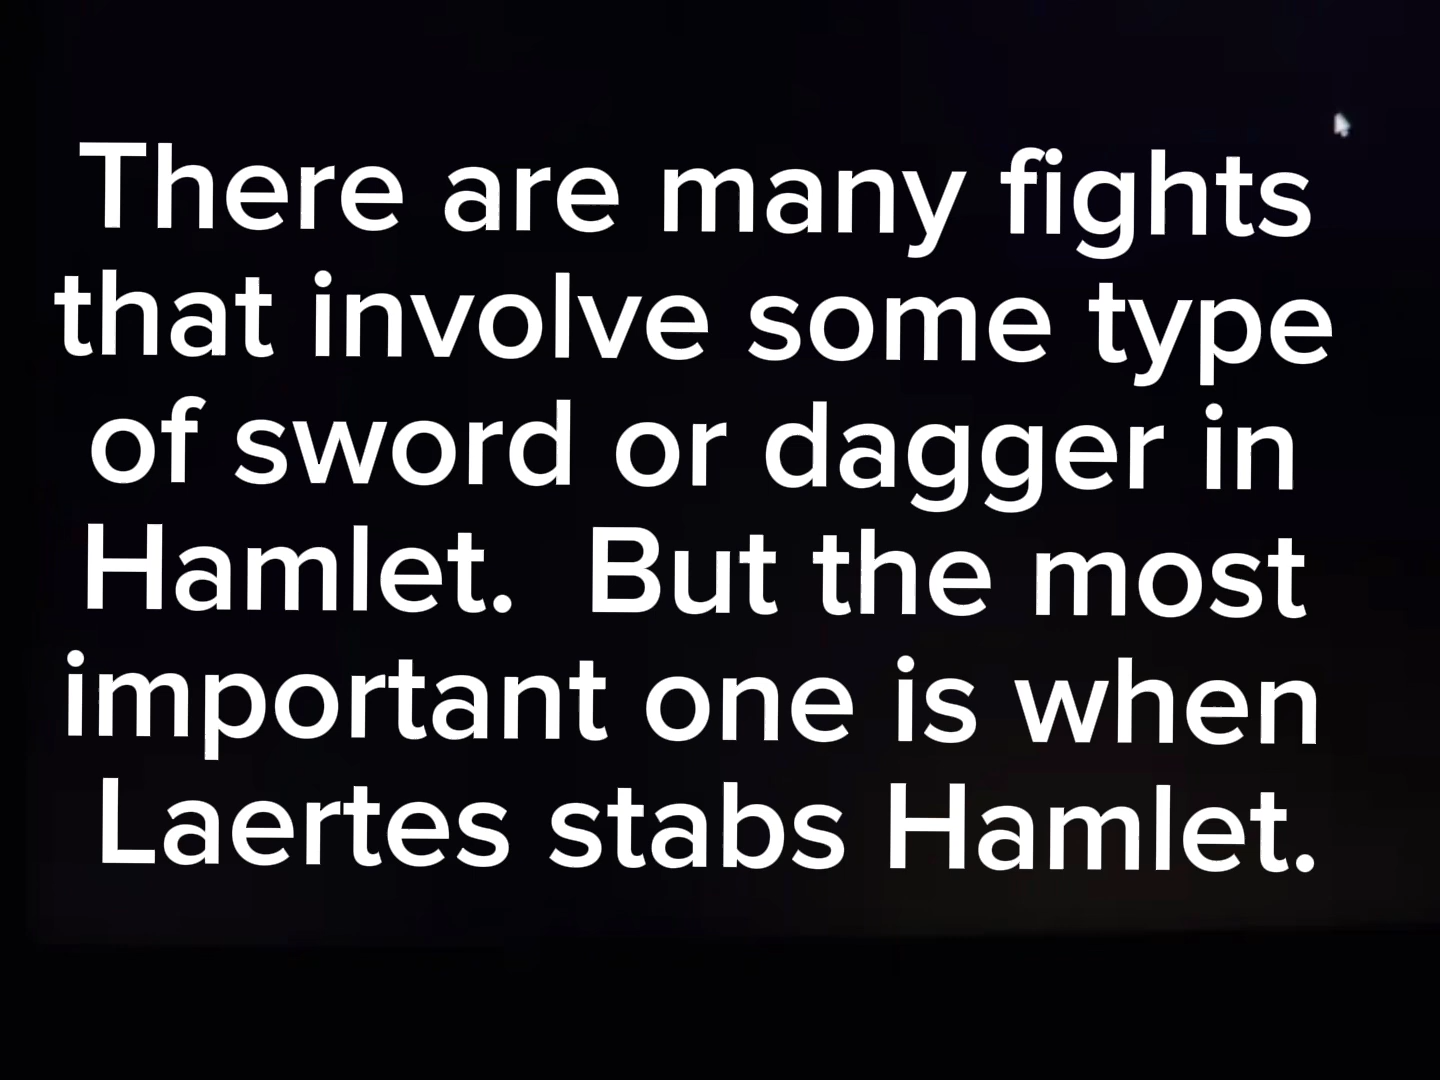 There are many fights
that involve some type
of sword or dagger in
Hamlet.  But the most
important one is when
Laertes stabs Hamlet.